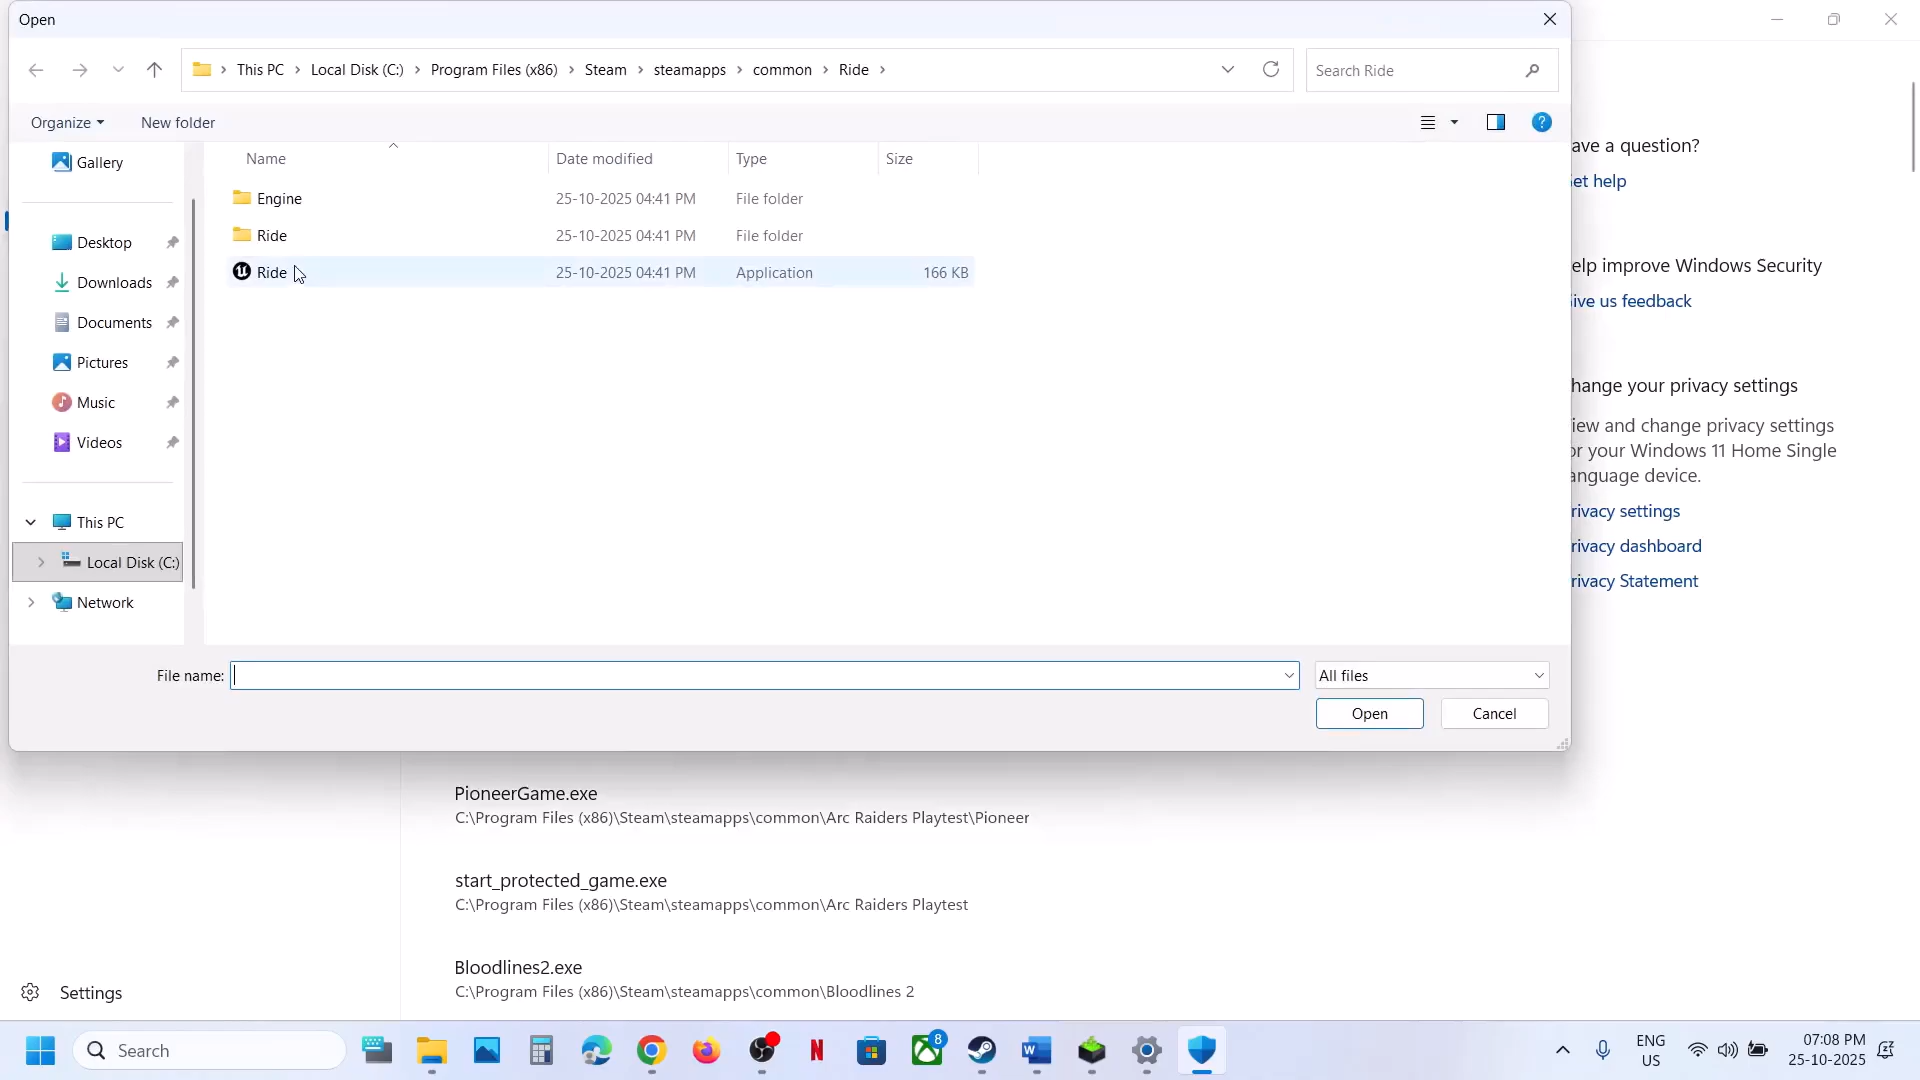 Open
This PC > Local Disk (C:) > Program Files (x86) > Steam > steamapps > common > Ride >
Search Ride
Organize
New folder
Gallery
Desktop
Downloads
Documents
Pictures
Music
Videos
This PC
Local Disk (C:)
Network
Name Date modified Type Size
Engine 25-10-2025 04:41 PM File folder
Ride 25-10-2025 04:41 PM File folder
Ride 25-10-2025 04:41 PM Application 166 KB
File name:
All files
Open
Cancel
ave a question?
et help
elp improve Windows Security
ive us feedback
hange your privacy settings
iew and change privacy settings
or your Windows 11 Home Single
anguage device.
rivacy settings
rivacy dashboard
rivacy Statement
PioneerGame.exe
C:\Program Files (x86)\Steam\steamapps\common\Arc Raiders Playtest\Pioneer
start_protected_game.exe
C:\Program Files (x86)\Steam\steamapps\common\Arc Raiders Playtest
Bloodlines2.exe
C:\Program Files (x86)\Steam\steamapps\common\Bloodlines 2
Settings
Search
8
ENG
US
07:08 PM
25-10-2025